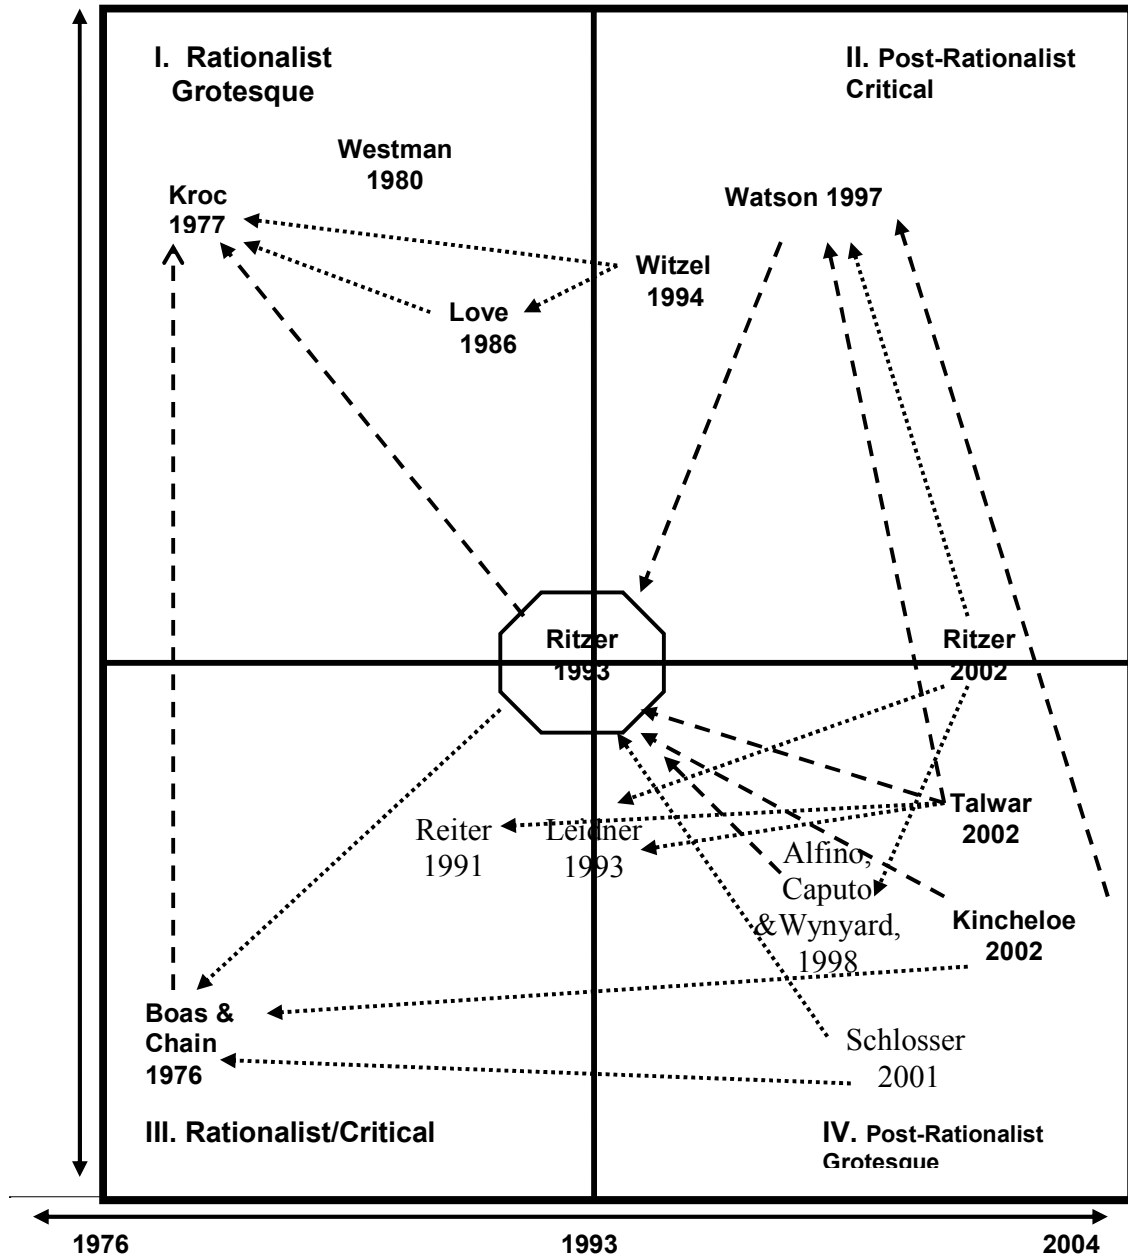 I. Rationalist
Grotesque
II. Post-Rationalist
Critical
Westman
1980
Kroc
1977
Watson 1997
Witzel
1994
Love
1986
Ritzer
1993
Ritzer
2002
Reiter
1991
Leidner
1993
Talwar
2002
Alfino,
Caputo
&Wynyard,
1998
Kincheloe
2002
Boas &
Chain
1976
Schlosser
2001
III. Rationalist/Critical
IV. Post-Rationalist
Grotesque
1976
1993
2004